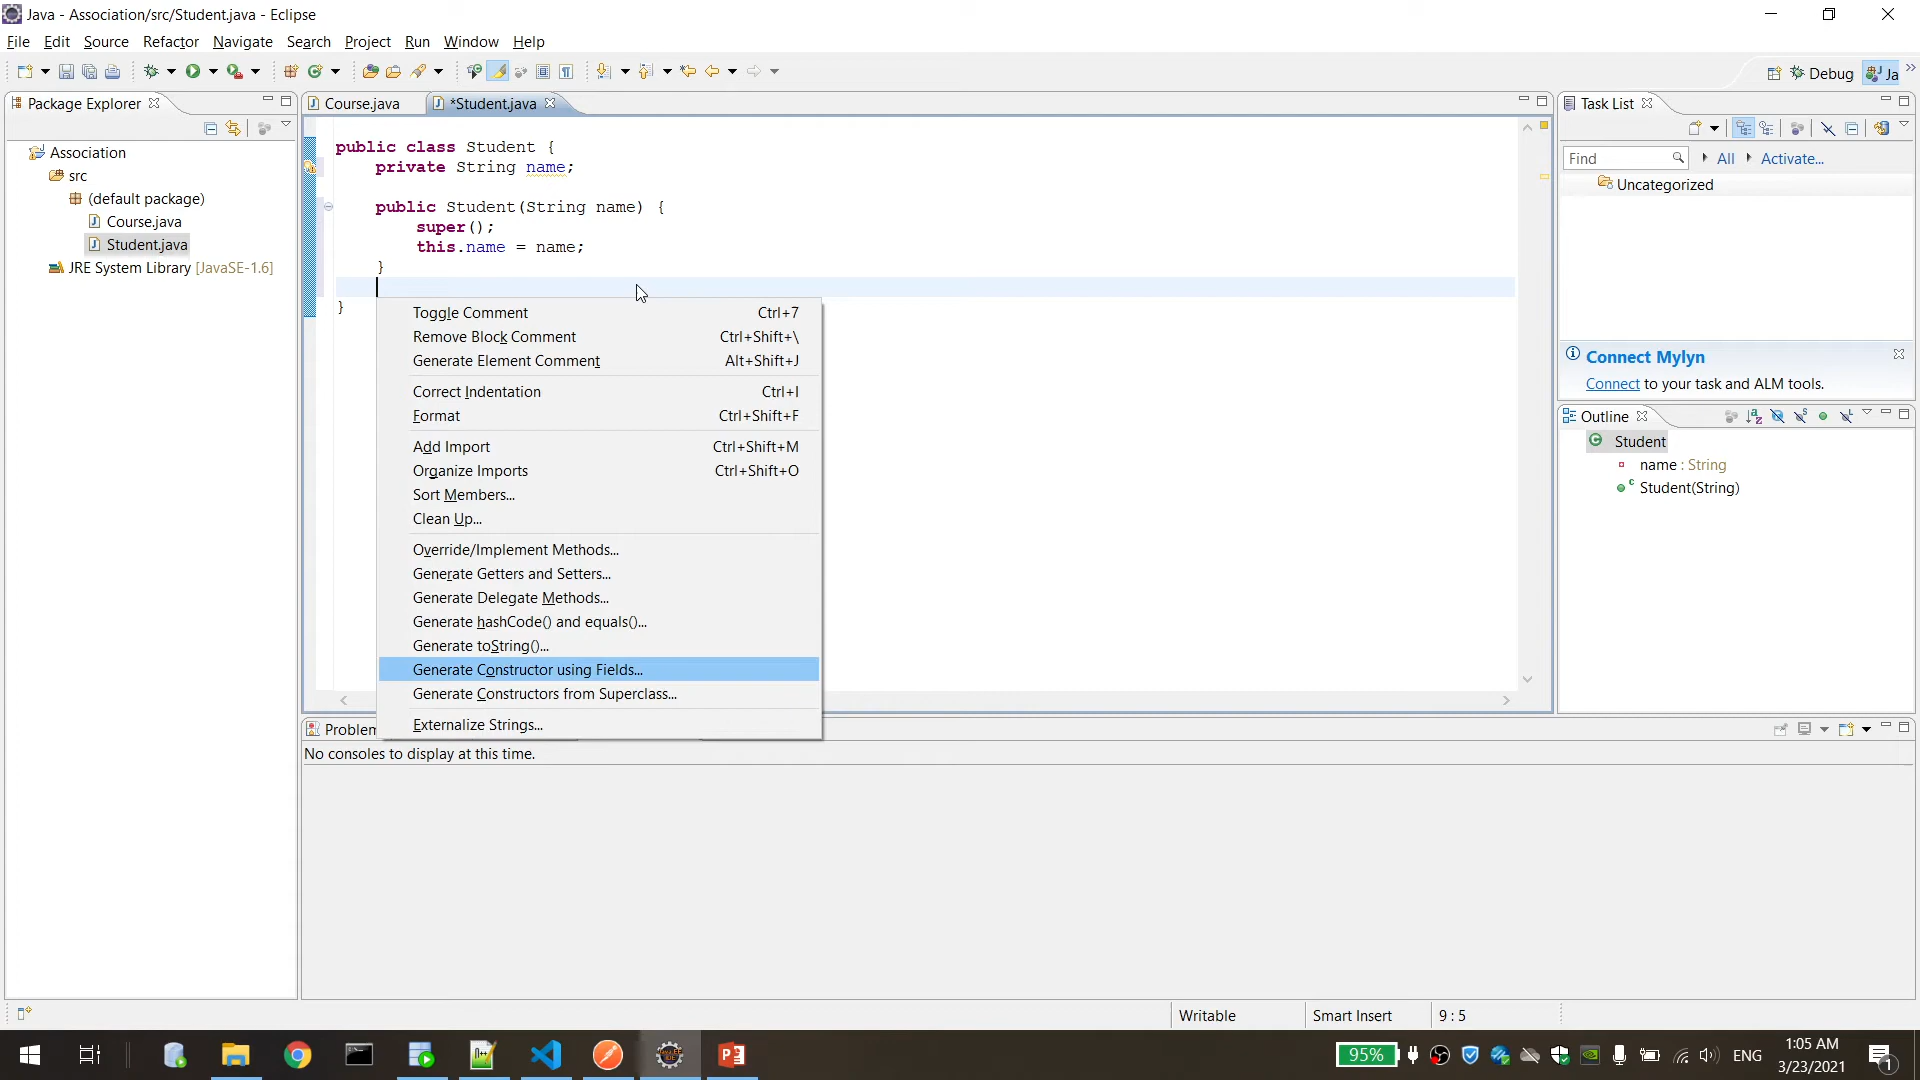 Java - Association/src/Student.java - Eclipse
File Edit Source Refactor Navigate Search Project Run Window Help
Debug Ja
Package Explorer
Association
src
(default package)
Course.java
Student.java
JRE System Library [JavaSE-1.6]
Course.java *Student.java
public class Student {
private String name;
public Student(String name) {
super();
this.name = name;
}
}
Toggle Comment Ctrl+7
Remove Block Comment Ctrl+Shift+\
Generate Element Comment Alt+Shift+J
Correct Indentation Ctrl+I
Format Ctrl+Shift+F
Add Import Ctrl+Shift+M
Organize Imports Ctrl+Shift+O
Sort Members...
Clean Up...
Override/Implement Methods...
Generate Getters and Setters...
Generate Delegate Methods...
Generate hashCode() and equals()...
Generate toString()...
Generate Constructor using Fields...
Generate Constructors from Superclass...
Externalize Strings...
Task List
Find All Activate...
Uncategorized
Connect Mylyn
Connect to your task and ALM tools.
Outline
Student
name : String
Student(String)
Problem
No consoles to display at this time.
Writable Smart Insert 9 : 5
95% ENG
1:05 AM
3/23/2021
1